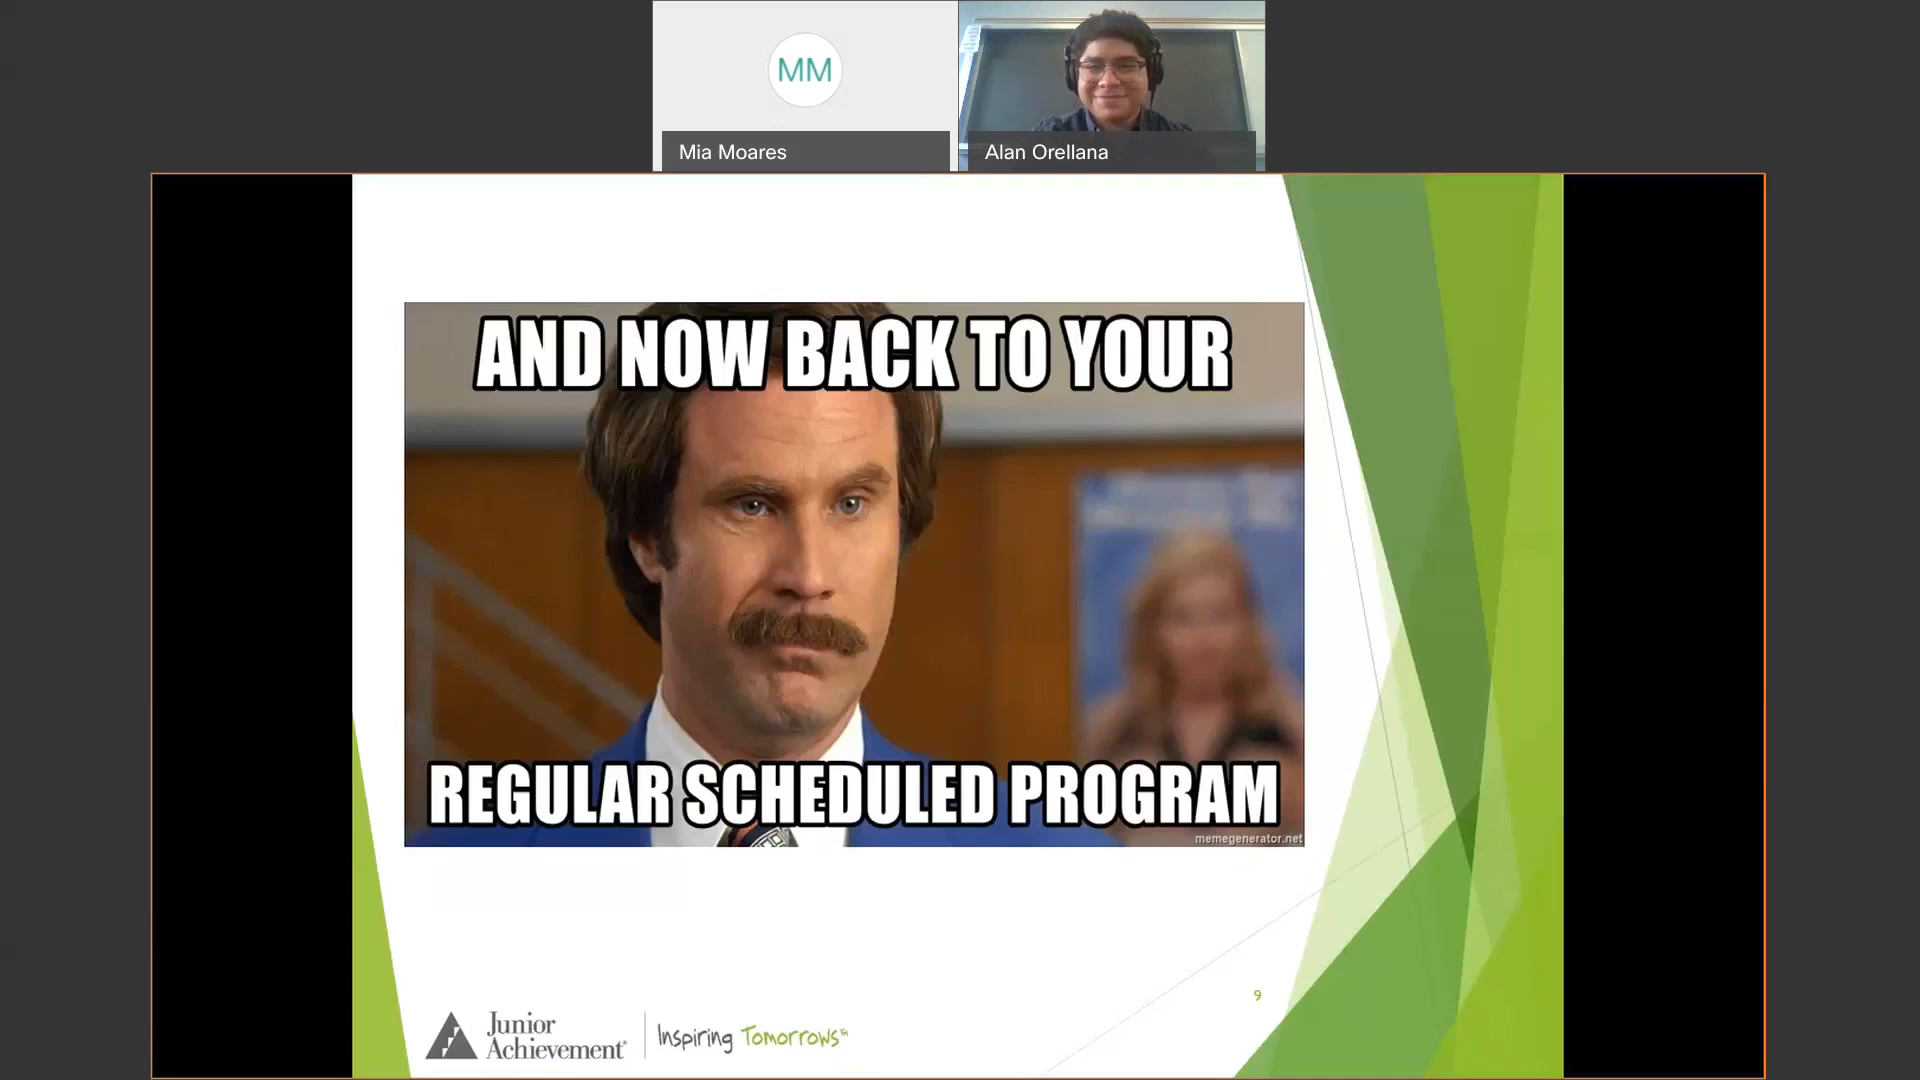 MM
Mia Moares
Alan Orellana
AND NOW BACK TO YOUR
REGULAR SCHEDULED PROGRAM
memegenerator.net
9
Junior
Achievement®
Inspiring Tomorrows™